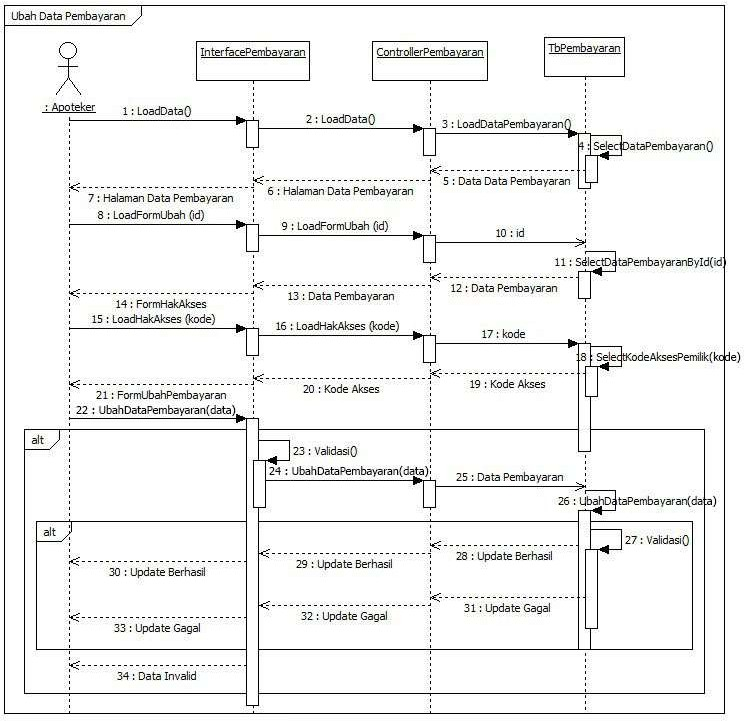 Ubah Data Pembayaran
InterfacePembayaran
ControllerPembayaran
TbPembayaran
: Apoteker
1 : LoadData()
2 : LoadData()
3 : LoadDataPembayaran()
4 : SelectDataPembayaran()
5 : Data Data Pembayaran
6 : Halaman Data Pembayaran
7 : Halaman Data Pembayaran
8 : LoadFormUbah (id)
9 : LoadFormUbah (id)
10 : id
11 : SelectDataPembayaranById(id)
12 : Data Pembayaran
13 : Data Pembayaran
14 : FormHakAkses
15 : LoadHakAkses (kode)
16 : LoadHakAkses (kode)
17 : kode
18 : SelectKodeAksesPemilik(kode)
19 : Kode Akses
20 : Kode Akses
21 : FormUbahPembayaran
22 : UbahDataPembayaran(data)
alt
23 : Validasi()
24 : UbahDataPembayaran(data)
25 : Data Pembayaran
26 : UbahDataPembayaran(data)
alt
27 : Validasi()
28 : Update Berhasil
29 : Update Berhasil
30 : Update Berhasil
31 : Update Gagal
32 : Update Gagal
33 : Update Gagal
34 : Data Invalid